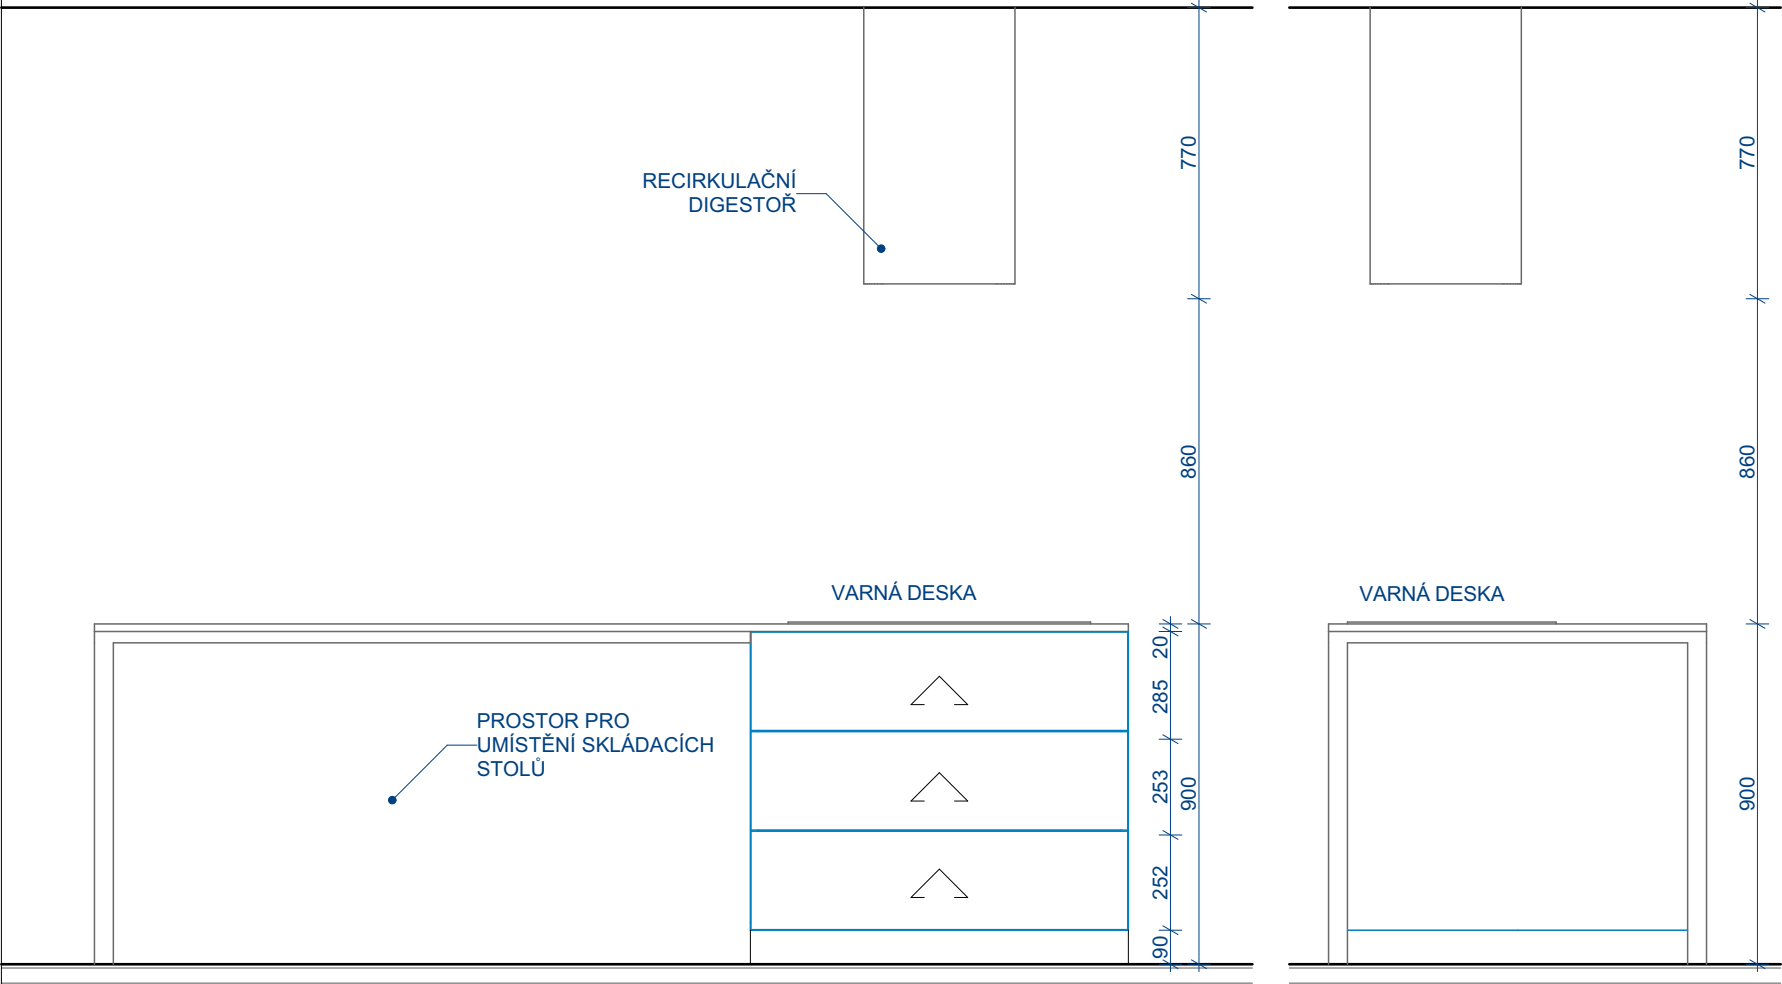 770
770
RECIRKULAČNÍ
DIGESTOŘ
860
860
VARNÁ DESKA
VARNÁ DESKA
20
285
PROSTOR PRO
UMÍSTĚNÍ SKLÁDACÍCH
STOLŮ
253
900
900
252
90